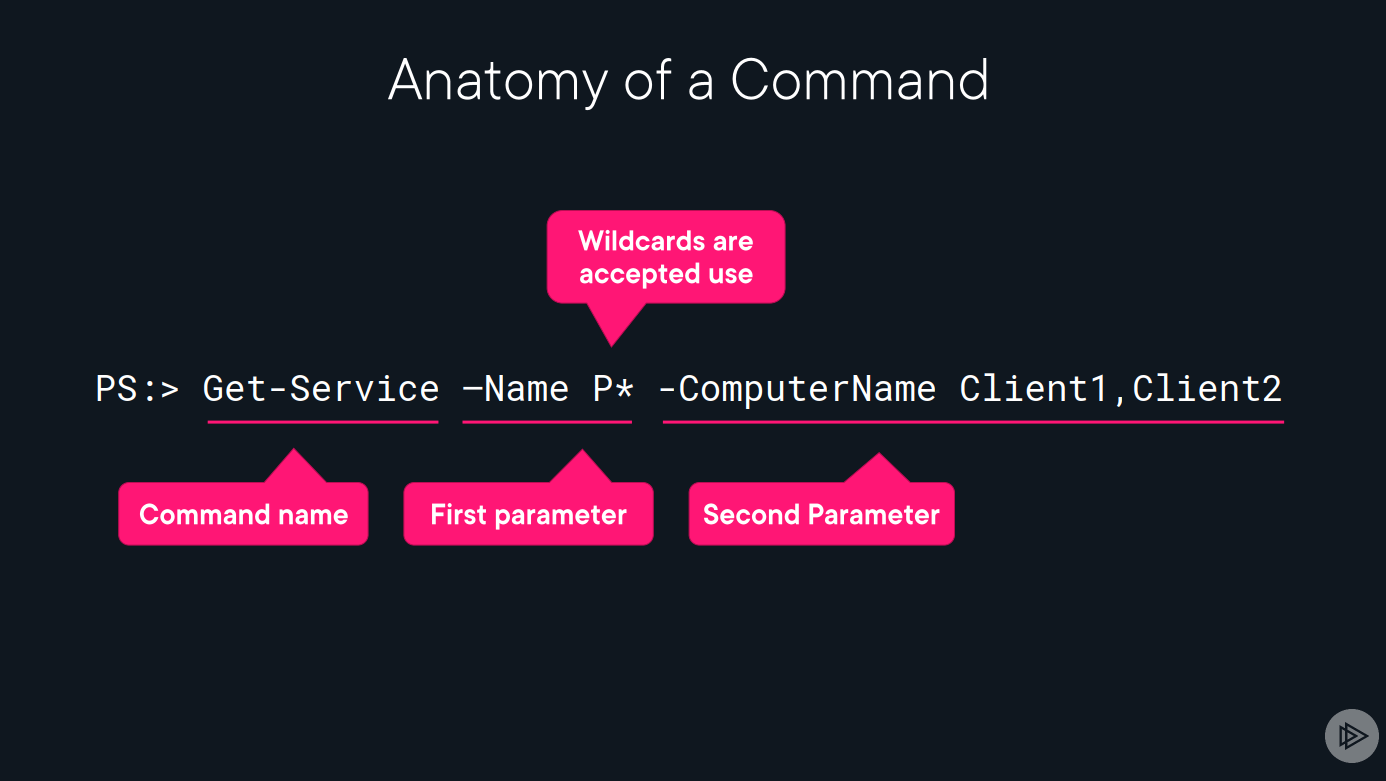 Anatomy of a Command
Wildcards are
accepted use
PS:> Get-Service –Name P* -ComputerName Client1,Client2
Command name
First parameter
Second Parameter